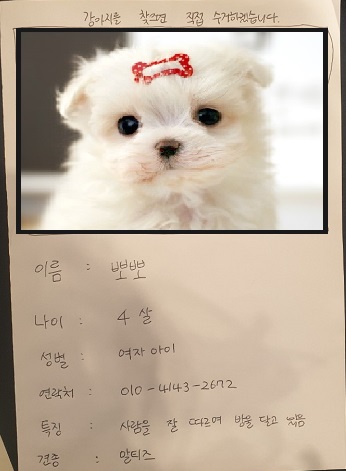 강아지를 찾으면 직접 수거하겠습니다.
이름 : 뽀뽀
나이 : 4 살
성별 : 여자 아이
연락처 : 010-4143-2672
특징 : 사람을 잘 따르며 방울 달고 있음
견종 : 말티즈